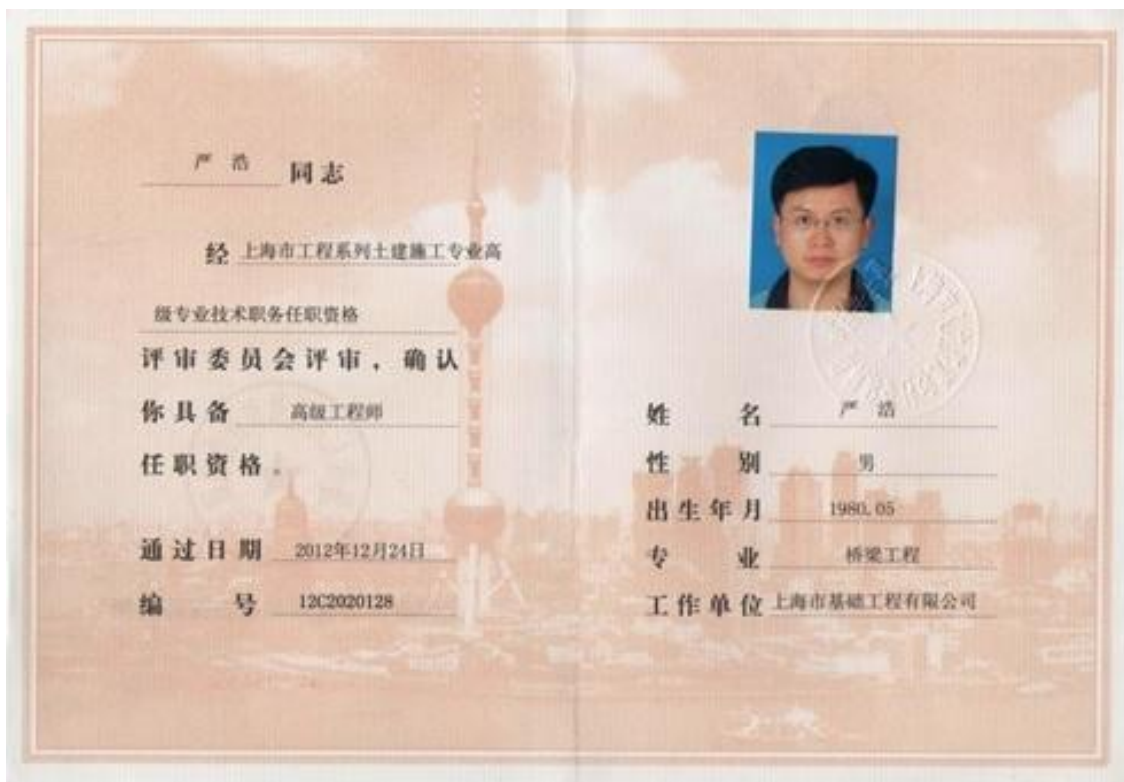 严 浩 同志
经 上海市工程系列土建施工专业高
级专业技术职务任职资格
评审委员会评审，确认
你具备 高级工程师
任职资格。
通过日期 2012年12月24日
编 号 12C2020128
姓 名 严 浩
性 别 男
出生年月 1980.05
专 业 桥梁工程
工作单位 上海市基础工程有限公司